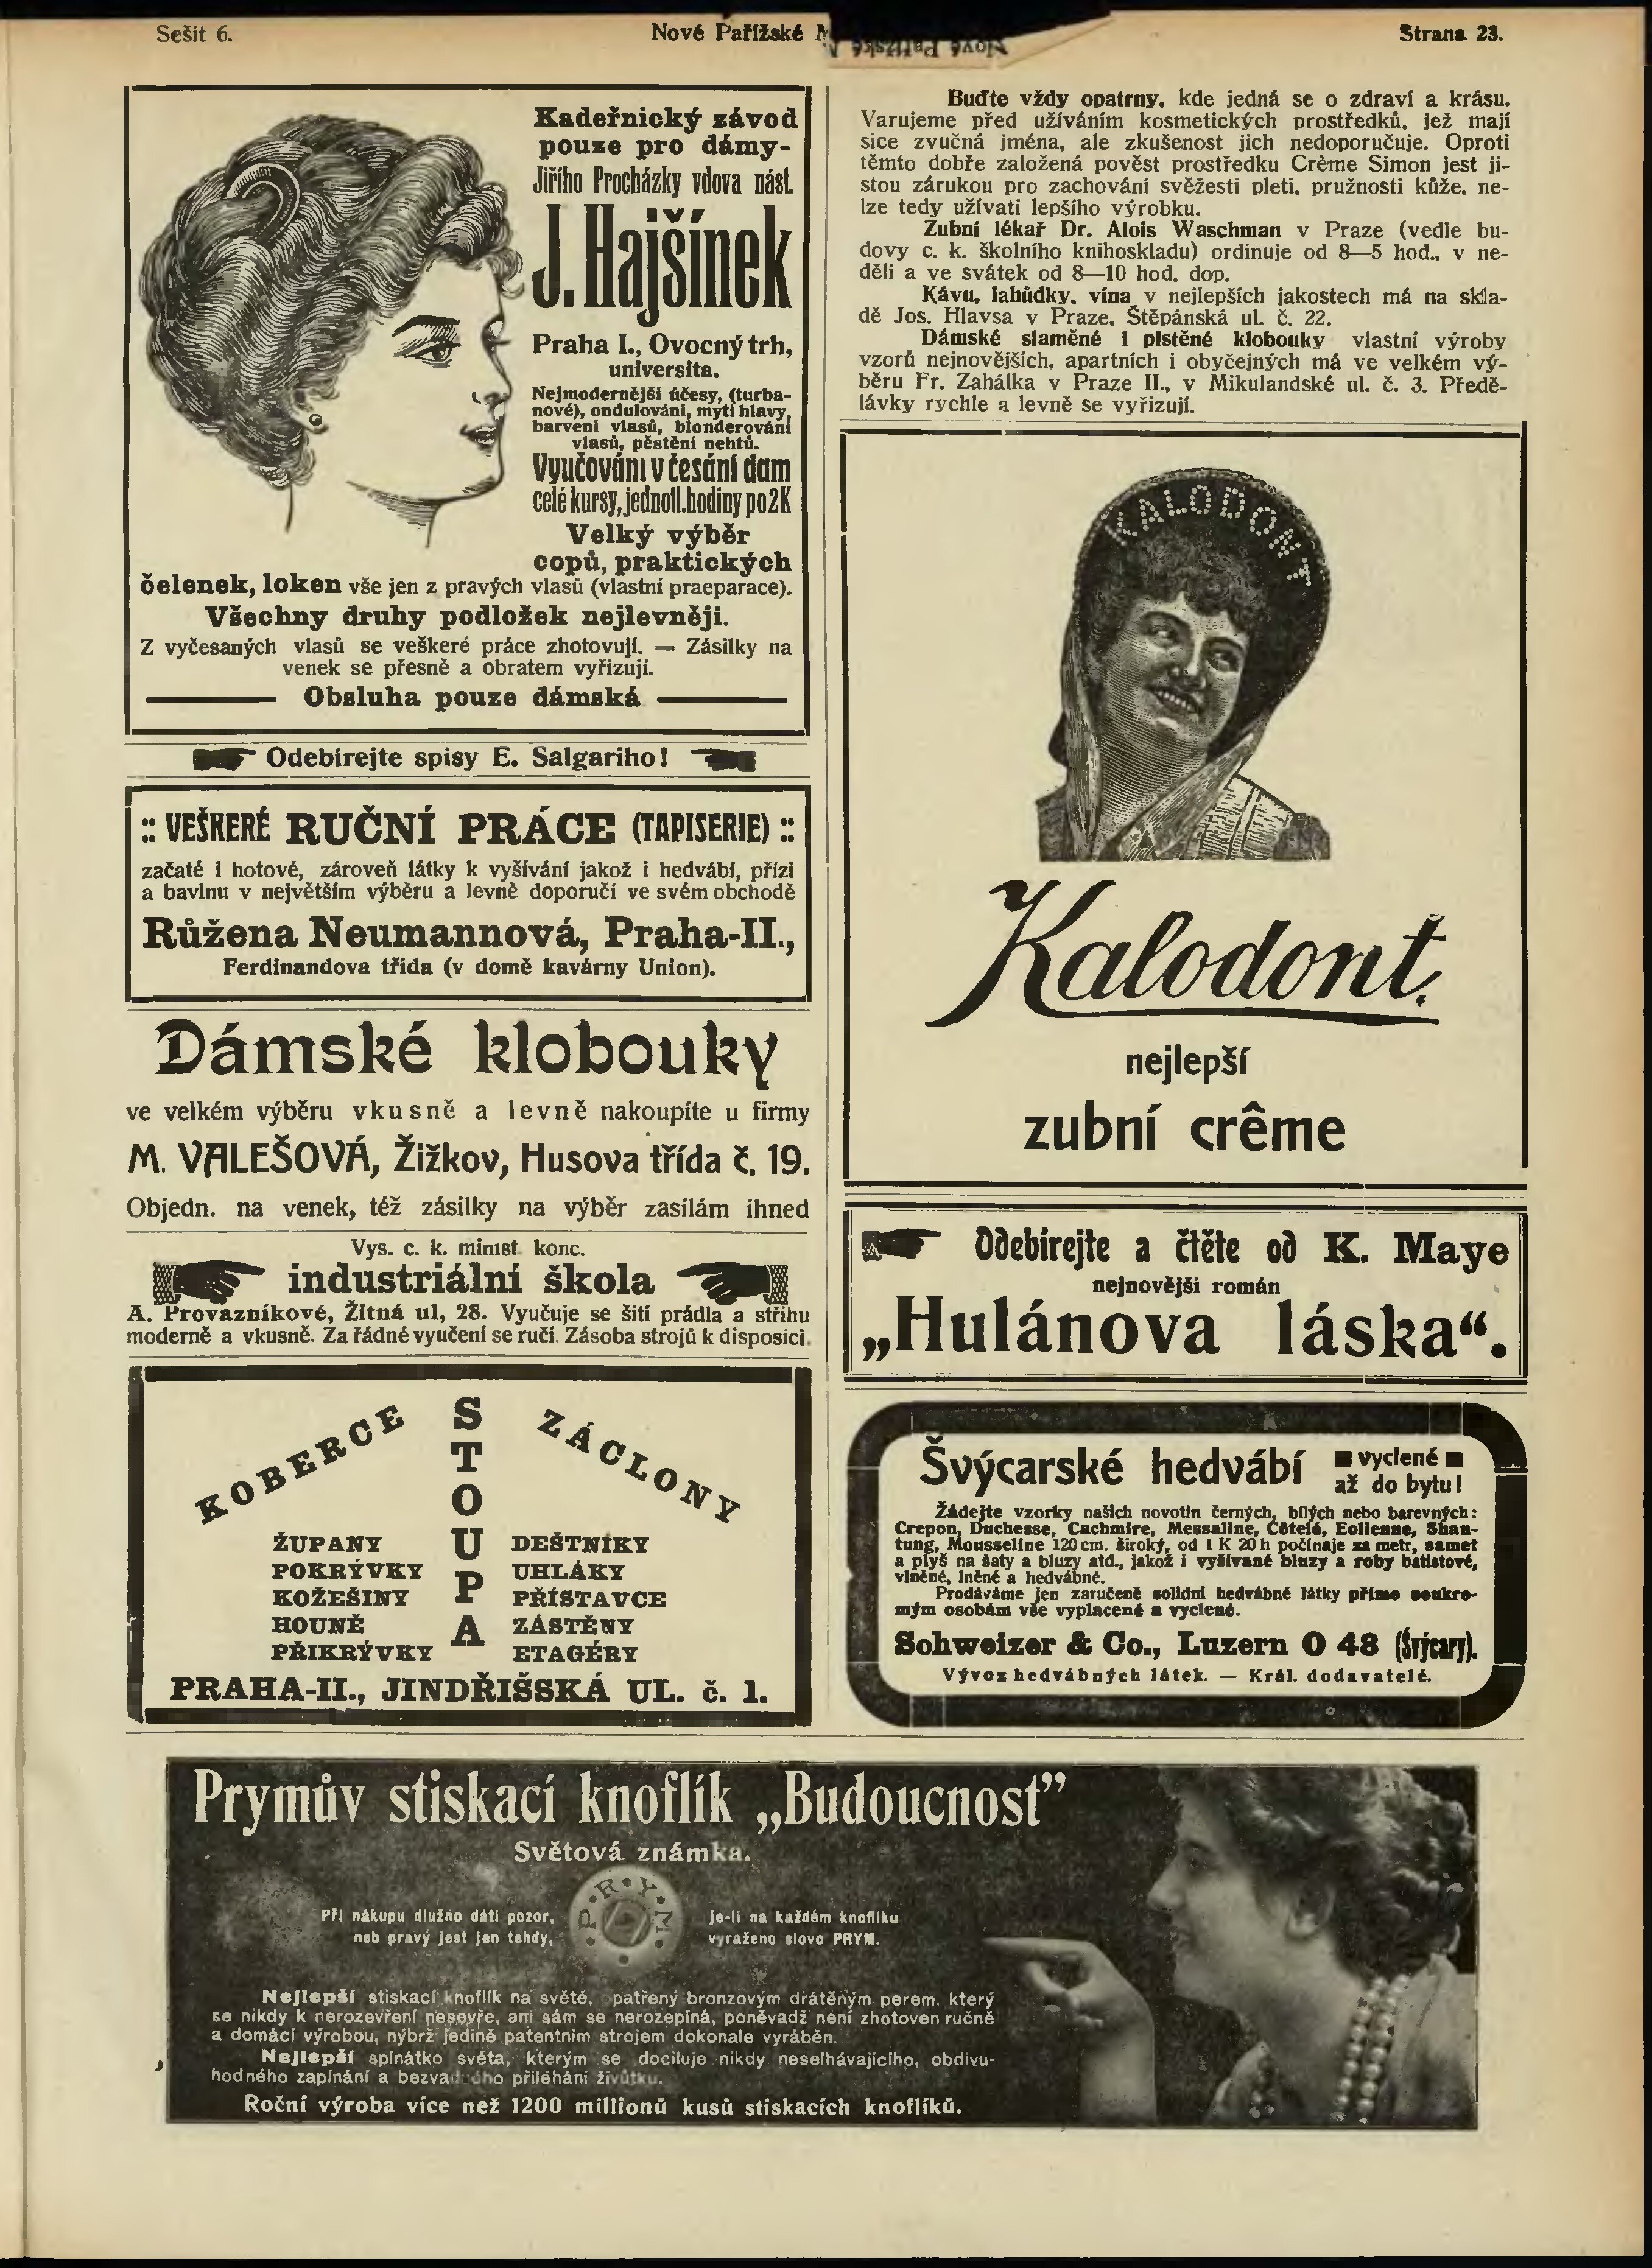 Sešit 6.
Nové Pařížské
Strana 23.
Kadeřnický závod
pouze pro dámy-
Jiřího Procházky vdova nást.
J. Hajšínek
Praha I., Ovocný trh,
universita.
Nejmodernější účesy, (turba-
nové), ondulování, mytí hlavy,
barvení vlasů, blonderování
vlasů, pěstění nehtů.
Vyučování v česání dam
celé kursy, jednotl. hodiny po 2 K
Velký výběr
copů, praktických
čelenek, loken vše jen z pravých vlasů (vlastní praeparace).
Všechny druhy podložek nejlevněji.
Z vyčesaných vlasů se veškeré práce zhotovují. — Zásilky na
venek se přesně a obratem vyřizují.
Obsluha pouze dámská
Odebírejte spisy E. Salgariho!
:: VEŠKERÉ RUČNÍ PRÁCE (TAPISERIE) ::
začaté i hotové, zároveň látky k vyšívání jakož i hedvábí, přízi
a bavlnu v největším výběru a levně doporučí ve svém obchodě
Růžena Neumannová, Praha-II.,
Ferdinandova třída (v domě kavárny Union).
Dámské klobouky
ve velkém výběru vkusně a levně nakoupíte u firmy
M. VALEŠOVÁ, Žižkov, Husova třída č. 19.
Objedn. na venek, též zásilky na výběr zasílám ihned
Vys. c. k. minist. konc.
industriální škola
A. Provazníkové, Žitná ul, 28. Vyučuje se šití prádla a střihu
moderně a vkusně. Za řádné vyučení se ručí. Zásoba strojů k disposici.
KOBERCE
STOUPA
ZÁCLONY
ŽUPANY
POKRÝVKY
KOŽEŠINY
HOUNĚ
PŘIKRÝVKY
DEŠTNÍKY
UHLÁKY
PŘÍSTAVCE
ZÁSTĚNY
ETAGÉRY
PRAHA-II., JINDŘIŠSKÁ UL. č. 1.
Buďte vždy opatrny, kde jedná se o zdraví a krásu.
Varujeme před užíváním kosmetických prostředků, jež mají
sice zvučná jména, ale zkušenost jich nedoporučuje. Oproti
těmto dobře založená pověst prostředku Crème Simon jest ji-
stou zárukou pro zachování svěžesti pleti, pružnosti kůže, ne-
lze tedy užívati lepšího výrobku.
Zubní lékař Dr. Alois Waschman v Praze (vedle bu-
dovy c. k. školního knihoskladu) ordinuje od 8—5 hod., v ne-
děli a ve svátek od 8—10 hod. dop.
Kávu, lahůdky, vína v nejlepších jakostech má na skla-
dě Jos. Hlavsa v Praze, Štěpánská ul. č. 22.
Dámské slaměné i plstěné klobouky vlastní výroby
vzorů nejnovějších, apartních i obyčejných má ve velkém vý-
běru Fr. Zahálka v Praze II., v Mikulandské ul. č. 3. Předě-
lávky rychle a levně se vyřizují.
KALODONT
Kalodont.
nejlepší
zubní crême
Odebírejte a čtěte od K. Maye
nejnovější román
„Hulánova láska“.
Švýcarské hedvábí
vyclené
až do bytu!
Žádejte vzorky našich novotin černých, bílých nebo barevných:
Crepon, Duchesse, Cachmire, Messaline, Côtelé, Eolienne, Shan-
tung, Mousseline 120 cm. široký, od 1 K 20 h počínaje za metr, samet
a plyš na šaty a bluzy atd., jakož i vyšívané bluzy a roby batistové,
vlněné, lněné a hedvábné.
Prodáváme jen zaručeně solidní hedvábné látky přímo soukro-
mým osobám vše vyplacené a vyclené.
Schweizer & Co., Luzern O 48 (Švýcary).
Vývoz hedvábných látek. — Král. dodavatelé.
Prymův stiskací knoflík „Budoucnost”
Světová známka.
PRYM
Při nákupu dlužno dáti pozor,
neb pravý jest jen tehdy,
je-li na každém knoflíku
vyraženo slovo PRYM.
Nejlepší stiskací knoflík na světě, opatřený bronzovým drátěným perem, který
se nikdy k nerozevření nesevře, ani sám se nerozepíná, poněvadž není zhotoven ručně
a domácí výrobou, nýbrž jedině patentním strojem dokonale vyráběn.
Nejlepší spínátko světa, kterým se dociluje nikdy neselhávajícího, obdivu-
hodného zapínání a bezvadného přiléhání živůtku.
Roční výroba více než 1200 millionů kusů stiskacích knoflíků.